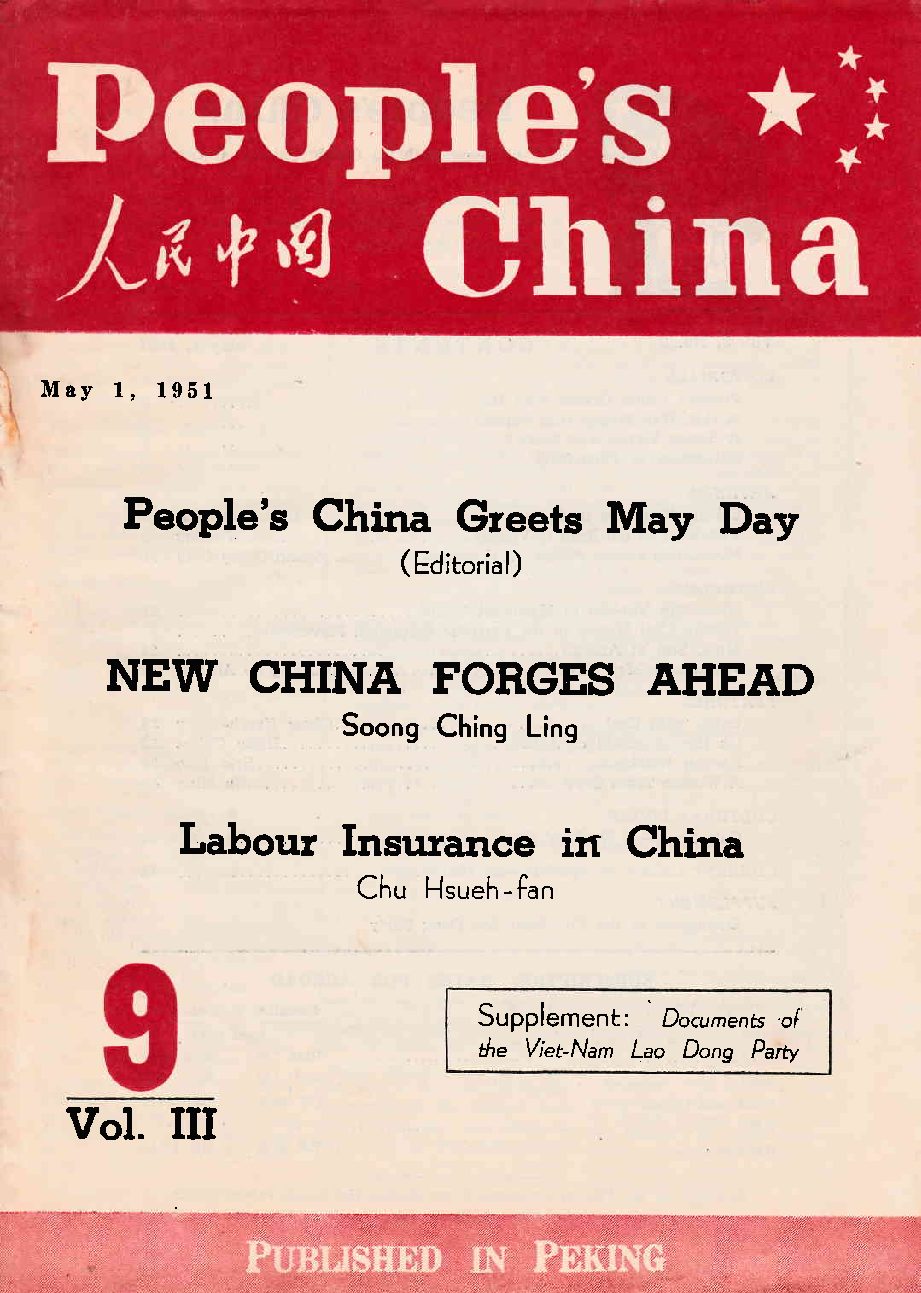 People's
人民中国 China
May 1, 1951
People's China Greets May Day
(Editorial)
NEW CHINA FORGES AHEAD
Soong Ching Ling
Labour Insurance in China
Chu Hsueh-fan
9
Vol. III
Supplement: Documents of
the Viet-Nam Lao Dong Party
PUBLISHED IN PEKING